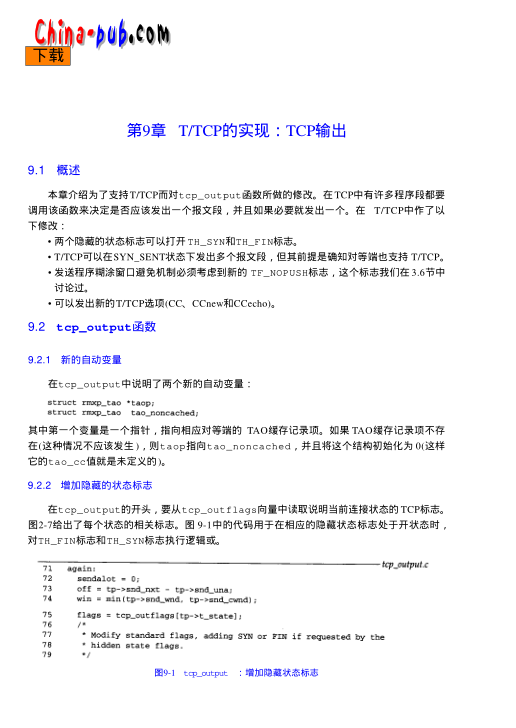 China-pub.com
下载
第9章 T/TCP的实现：TCP输出
9.1 概述
本章介绍为了支持T/TCP而对tcp_output函数所做的修改。在TCP中有许多程序段都要
调用该函数来决定是否应该发出一个报文段，并且如果必要就发出一个。在 T/TCP中作了以
下修改：
• 两个隐藏的状态标志可以打开TH_SYN和TH_FIN标志。
• T/TCP可以在SYN_SENT状态下发出多个报文段，但其前提是确知对等端也支持 T/TCP。
• 发送程序糊涂窗口避免机制必须考虑到新的 TF_NOPUSH标志，这个标志我们在 3.6节中
讨论过。
• 可以发出新的T/TCP选项(CC、CCnew和CCecho)。
9.2 tcp_output函数
9.2.1 新的自动变量
在tcp_output中说明了两个新的自动变量：
struct rmxp_tao *taop;
struct rmxp_tao tao_noncached;
其中第一个变量是一个指针，指向相应对等端的 TAO缓存记录项。如果 TAO缓存记录项不存
在(这种情况不应该发生)，则taop指向tao_noncached，并且将这个结构初始化为 0(这样
它的tao_cc值就是未定义的)。
9.2.2 增加隐藏的状态标志
在tcp_output的开头，要从tcp_outflags向量中读取说明当前连接状态的TCP标志。
图2-7给出了每个状态的相关标志。图 9-1中的代码用于在相应的隐藏状态标志处于开状态时，
对TH_FIN标志和TH_SYN标志执行逻辑或。
tcp_output.c
71 again:
72 sendalot = 0;
73 off = tp->snd_nxt - tp->snd_una;
74 win = min(tp->snd_wnd, tp->snd_cwnd);
75 flags = tcp_outflags[tp->t_state];
76 /*
77 * Modify standard flags, adding SYN or FIN if requested by the
78 * hidden state flags.
79 */
图9-1 tcp_output ：增加隐藏状态标志